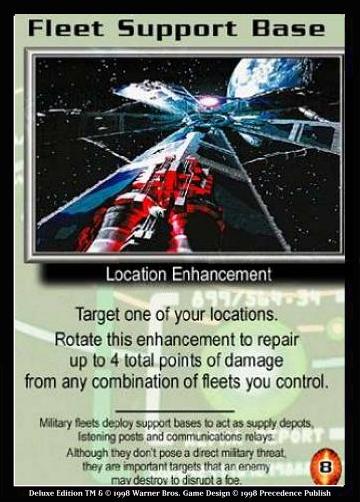 Fleet Support Base
Location Enhancement
Target one of your locations.
Rotate this enhancement to repair
up to 4 total points of damage
from any combination of fleets you control.
Military fleets deploy support bases to act as supply depots,
listening posts and communications relays.
Although they don't pose a direct military threat,
they are important targets that an enemy
may destroy to disrupt a foe.
8
Deluxe Edition TM & © 1998 Warner Bros. Game Design © 1998 Precedence Publish